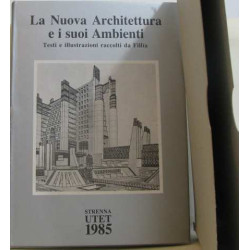 La Nuova Architettura
e i suoi Ambienti
Testi e illustrazioni raccolti da Fillia
STRENNA
UTET
1985